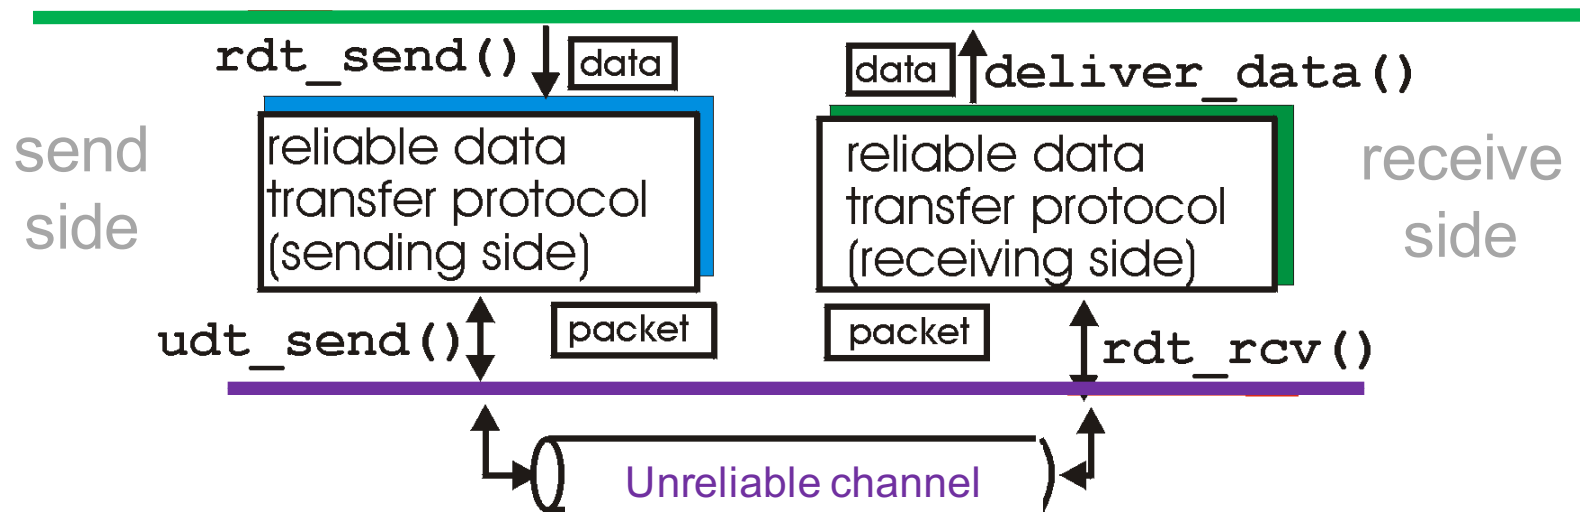 rdt_send()
data
data
deliver_data()
send
side
reliable data
transfer protocol
(sending side)
reliable data
transfer protocol
(receiving side)
receive
side
udt_send()
packet
packet
rdt_rcv()
Unreliable channel